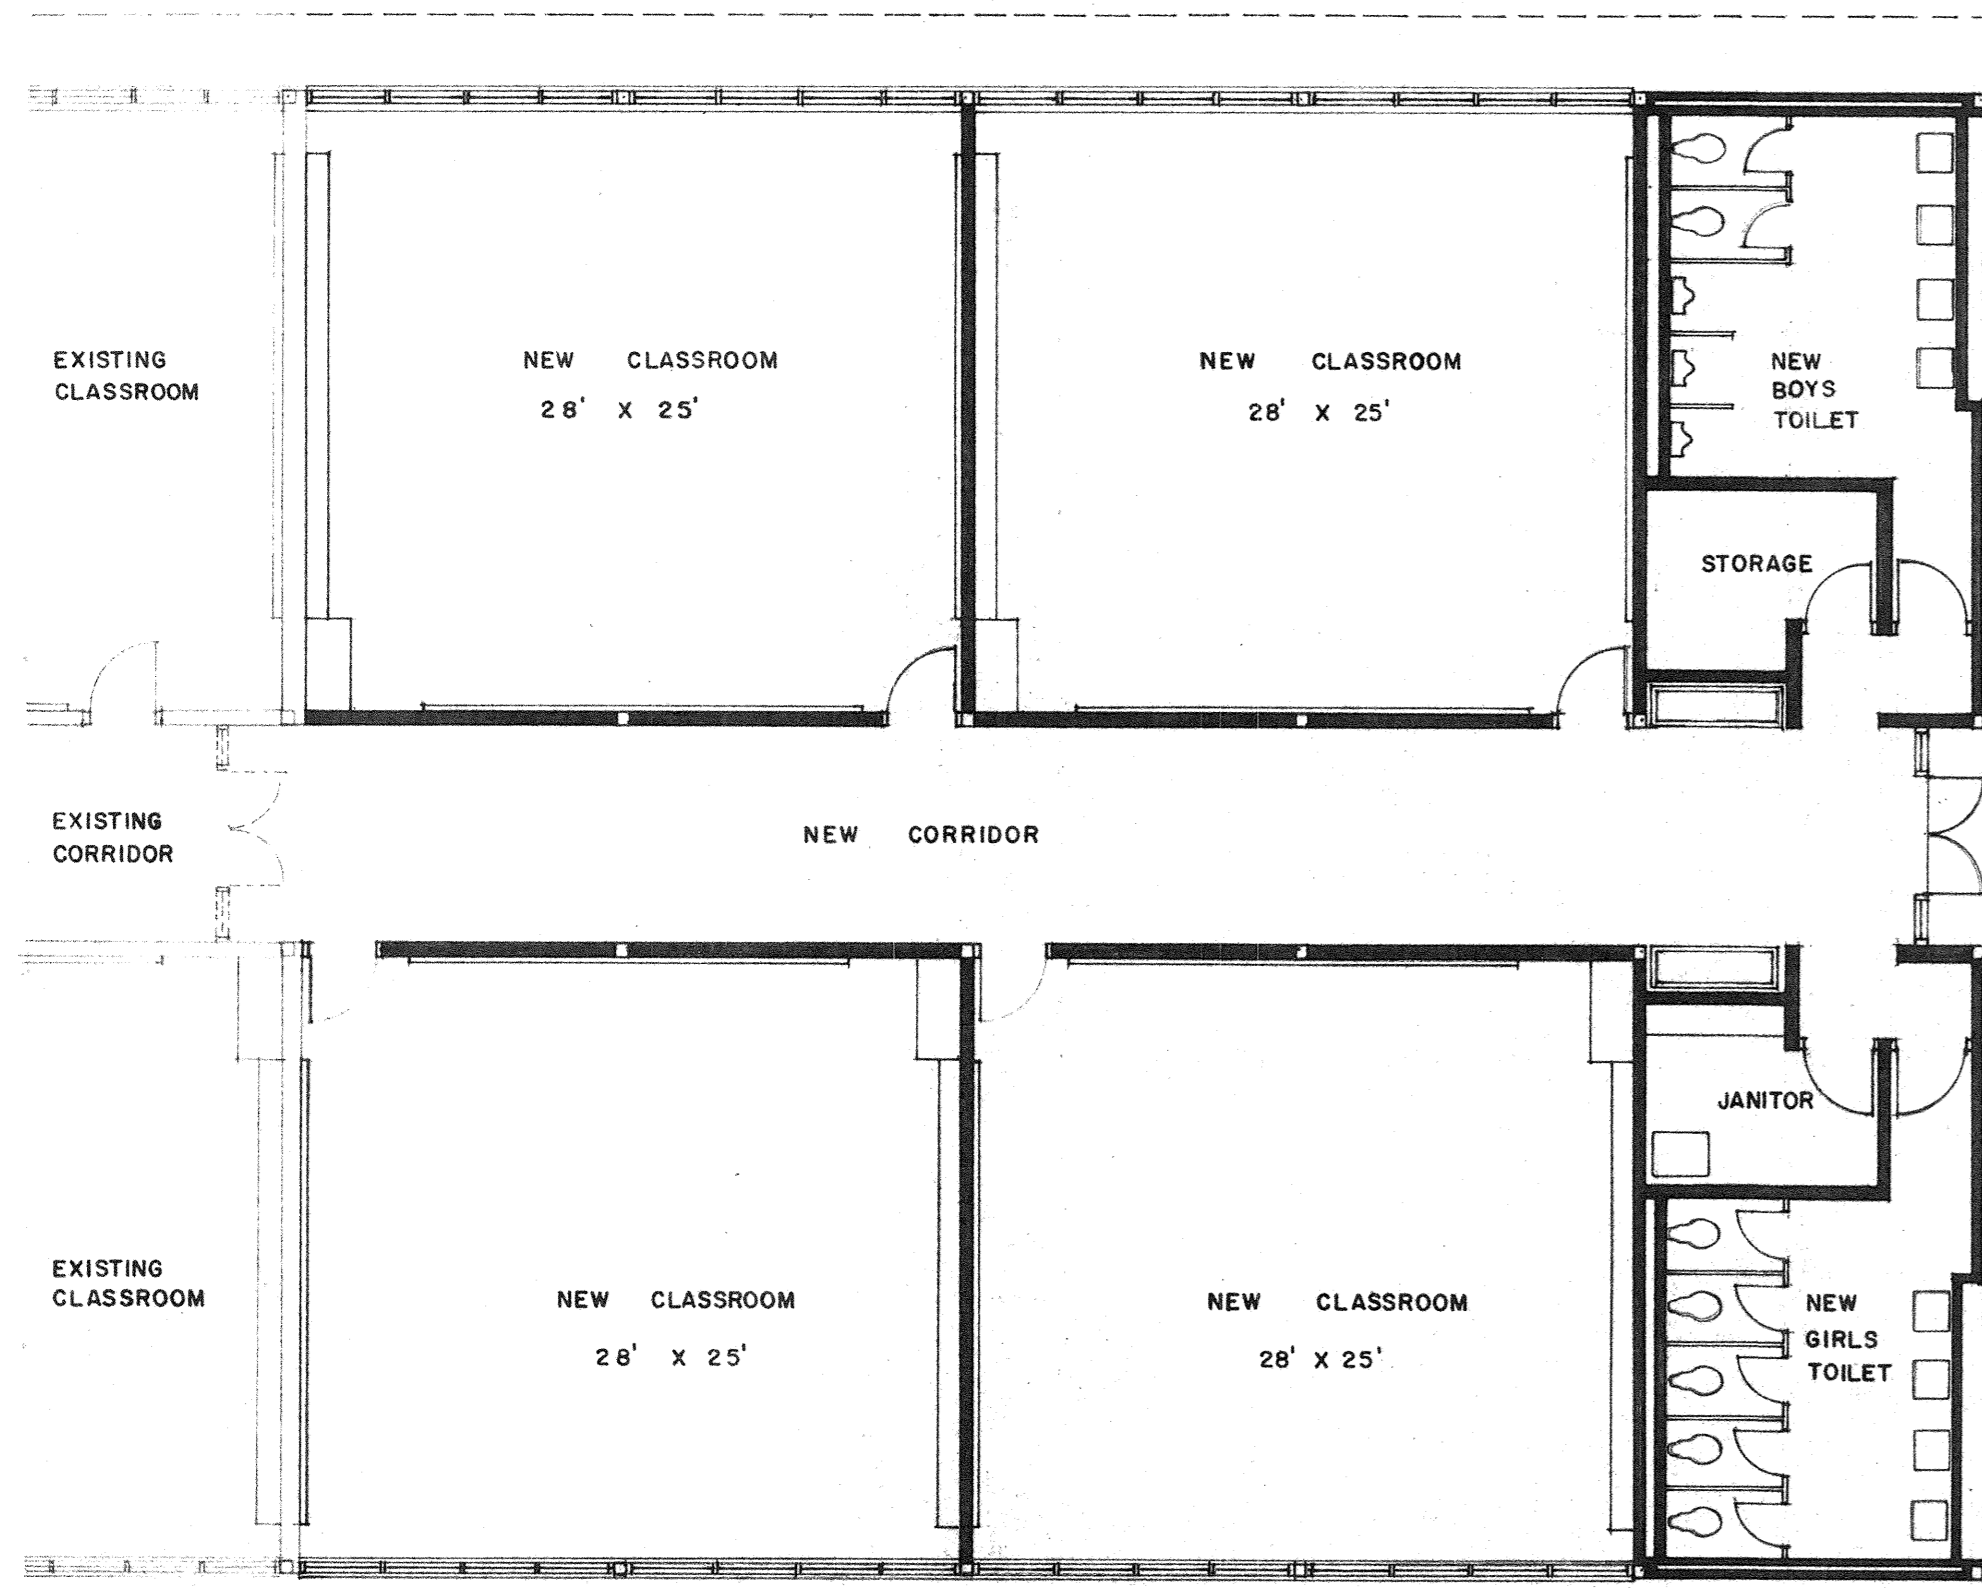 EXISTING
CLASSROOM
NEW CLASSROOM
28' X 25'
NEW CLASSROOM
28' X 25'
NEW
BOYS
TOILET
STORAGE
EXISTING
CORRIDOR
NEW CORRIDOR
JANITOR
EXISTING
CLASSROOM
NEW CLASSROOM
28' X 25'
NEW CLASSROOM
28' X 25'
NEW
GIRLS
TOILET